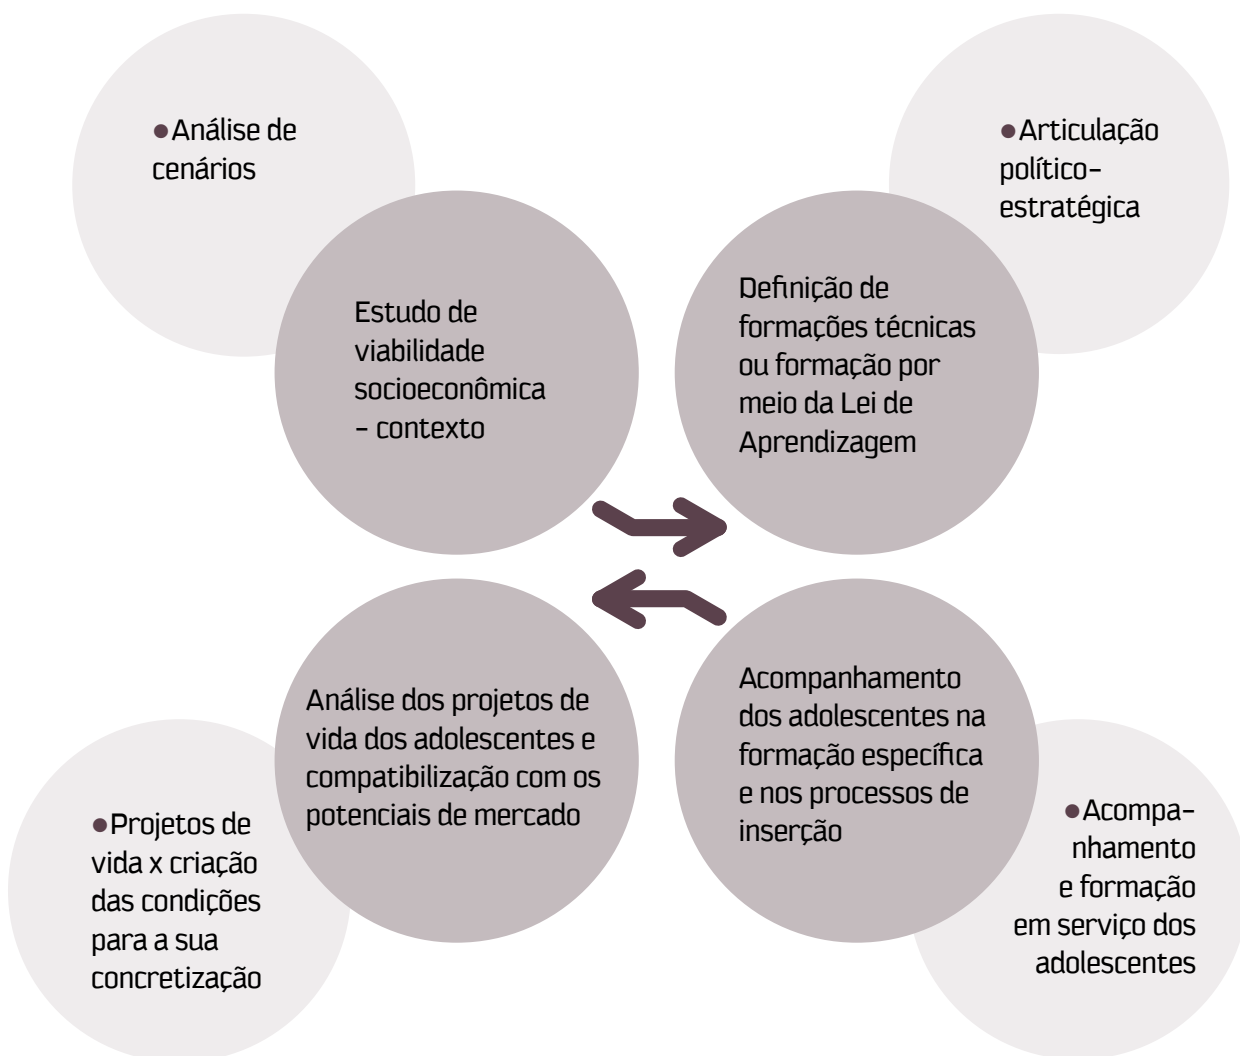 ●Análise de
cenários
Estudo de
viabilidade
socioeconômica
– contexto
●Articulação
político-
estratégica
Definição de
formações técnicas
ou formação por
meio da Lei de
Aprendizagem
Análise dos projetos de
vida dos adolescentes e
compatibilização com os
potenciais de mercado
●Projetos de
vida x criação
das condições
para a sua
concretização
Acompanhamento
dos adolescentes na
formação específica
e nos processos de
inserção
●Acompa-
nhamento
e formação
em serviço dos
adolescentes